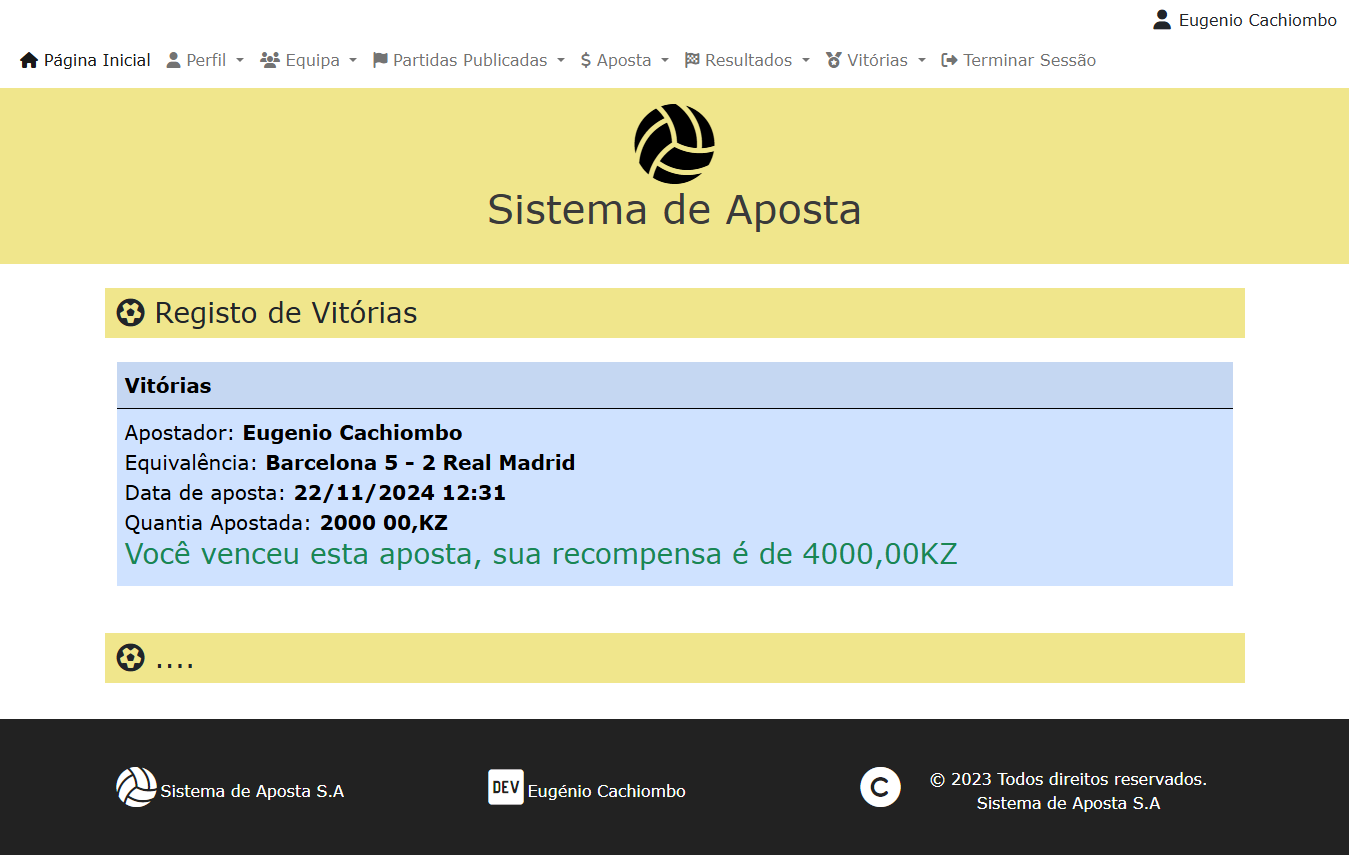 Eugenio Cachiombo
Página Inicial Perfil Equipa Partidas Publicadas $ Aposta Resultados Vitórias Terminar Sessão
Sistema de Aposta
Registo de Vitórias
Vitórias
Apostador: Eugenio Cachiombo
Equivalência: Barcelona 5 - 2 Real Madrid
Data de aposta: 22/11/2024 12:31
Quantia Apostada: 2000 00,KZ
Você venceu esta aposta, sua recompensa é de 4000,00KZ
....
Sistema de Aposta S.A
DEV Eugénio Cachiombo
C
© 2023 Todos direitos reservados.
Sistema de Aposta S.A